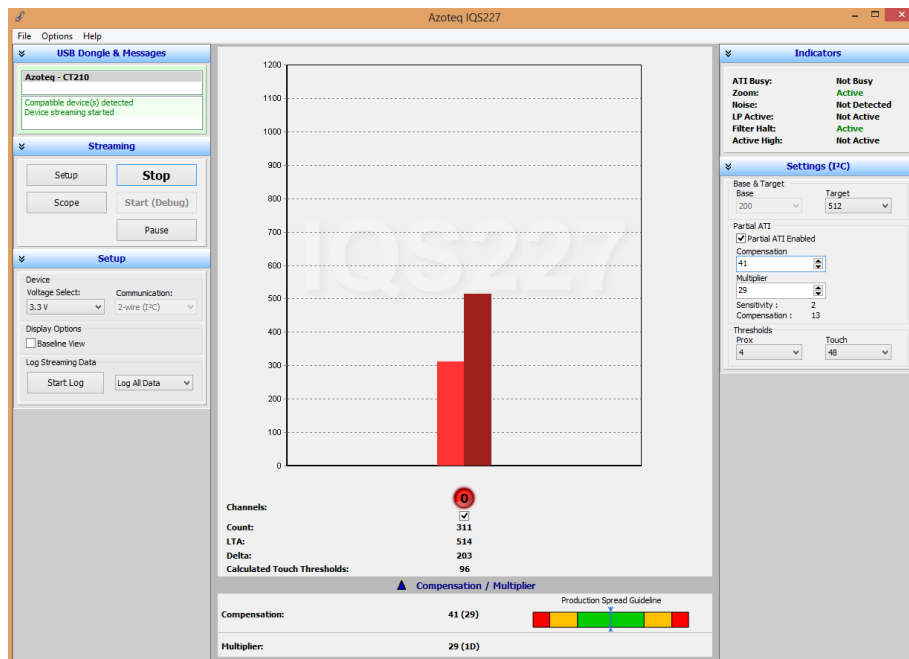 Azoteq IQS227
File Options Help
USB Dongle & Messages
Azoteq - CT210
Compatible device(s) detected
Device streaming started
Streaming
Setup Stop
Scope Start (Debug)
Pause
Setup
Device
Voltage Select: Communication:
3.3 V 2-wire (I²C)
Display Options
Baseline View
Log Streaming Data
Start Log Log All Data
1200
1100
1000
900
800
700
600
500
400
300
200
100
0
IQS227
0
Channels:
Count: 311
LTA: 514
Delta: 203
Calculated Touch Thresholds: 96
Compensation / Multiplier
Production Spread Guideline
Compensation: 41 (29)
Multiplier: 29 (1D)
Indicators
ATI Busy: Not Busy
Zoom: Active
Noise: Not Detected
LP Active: Not Active
Filter Halt: Active
Active High: Not Active
Settings (I²C)
Base & Target
Base Target
200 512
Partial ATI
Partial ATI Enabled
Compensation
41
Multiplier
29
Sensitivity : 2
Compensation : 13
Thresholds
Prox Touch
4 48